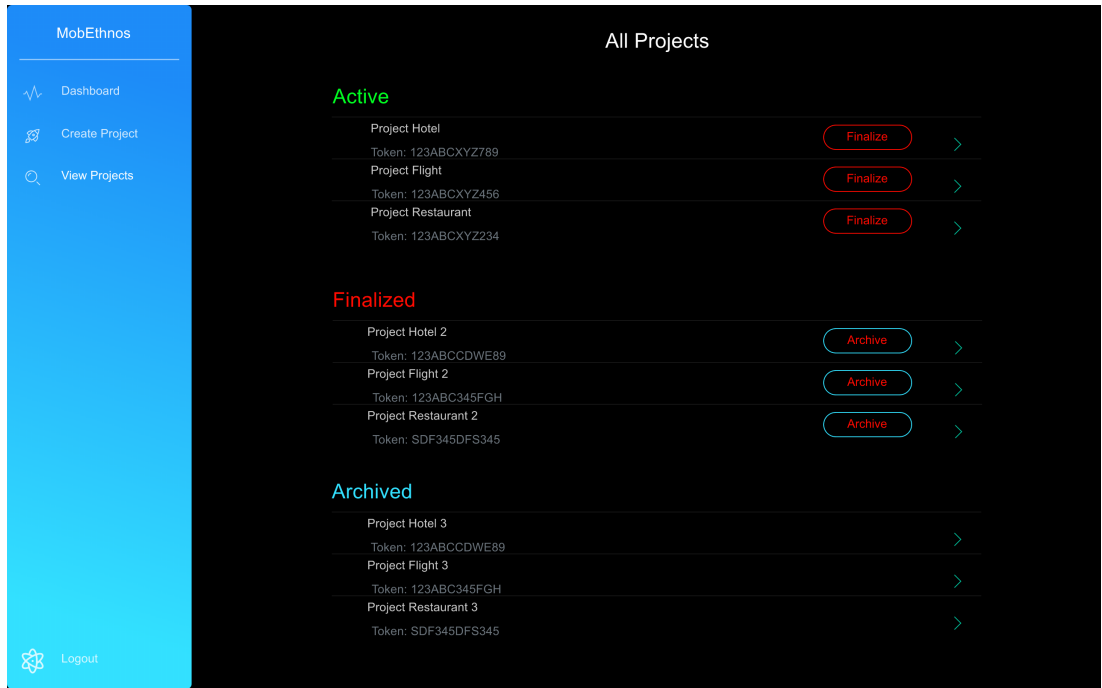 MobEthnos
Dashboard
Create Project
View Projects
Logout
All Projects
Active
Project Hotel
Token: 123ABCXYZ789
Finalize
Project Flight
Token: 123ABCXYZ456
Finalize
Project Restaurant
Token: 123ABCXYZ234
Finalize
Finalized
Project Hotel 2
Token: 123ABCCDWE89
Archive
Project Flight 2
Token: 123ABC345FGH
Archive
Project Restaurant 2
Token: SDF345DFS345
Archive
Archived
Project Hotel 3
Token: 123ABCCDWE89
Project Flight 3
Token: 123ABC345FGH
Project Restaurant 3
Token: SDF345DFS345